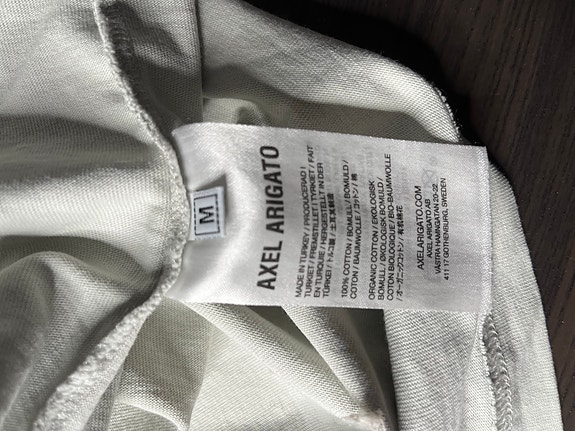 M
AXEL ARIGATO
MADE IN TURKEY / PRODUCERAD I
TURKIET / FREMSTILLET I TYRKIET / FAIT
EN TURQUIE / HERGESTELLT IN DER
TÜRKEI / トルコ製 / 土耳其制造
100% COTTON / BOMULL / BOMULD /
COTON / BAUMWOLLE / コットン / 棉
ORGANIC COTTON / EKOLOGISK
BOMULL / ØKOLOGISK BOMULD /
COTON BIOLOGIQUE / BIO-BAUMWOLLE
/ オーガニックコットン / 有机棉花
AXELARIGATO.COM
AXEL ARIGATO AB
VÄSTRA HAMNGATAN 20-22
411 17 GOTHENBURG, SWEDEN